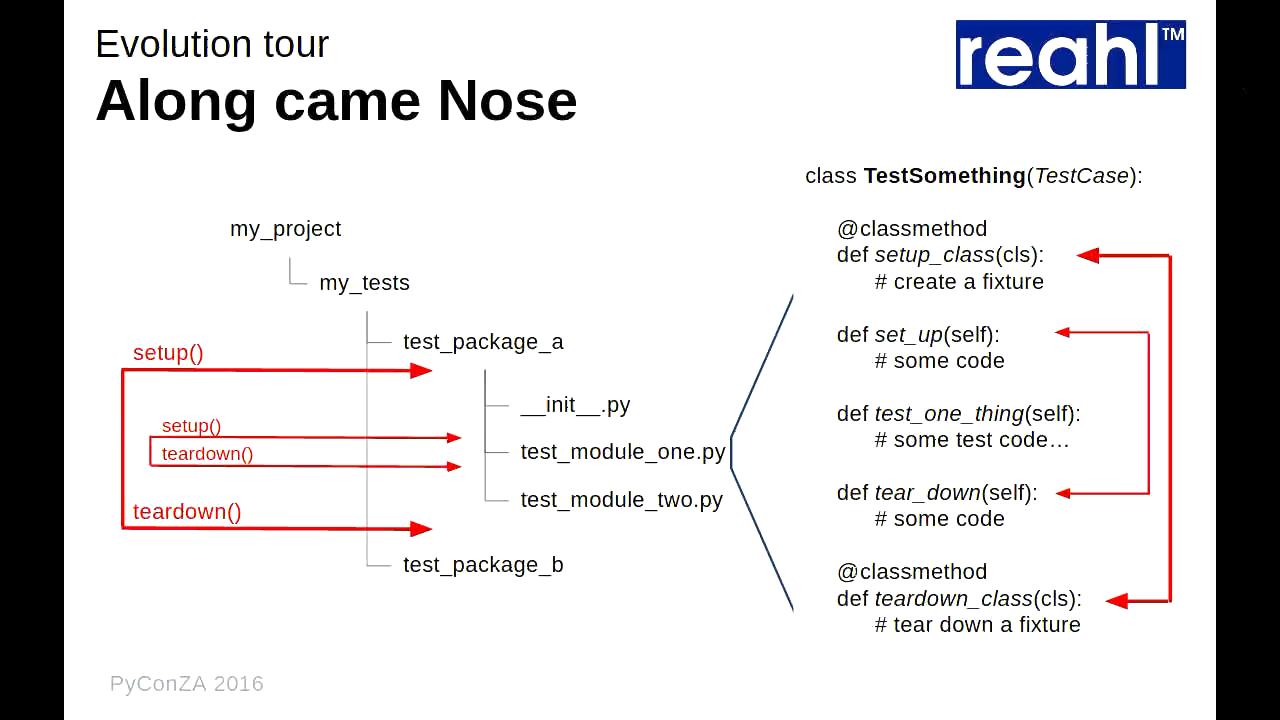 Evolution tour
Along came Nose
reahl™
my_project
my_tests
test_package_a
setup()
__init__.py
setup()
teardown()
test_module_one.py
test_module_two.py
teardown()
test_package_b
class TestSomething(TestCase):
@classmethod
def setup_class(cls):
# create a fixture
def set_up(self):
# some code
def test_one_thing(self):
# some test code…
def tear_down(self):
# some code
@classmethod
def teardown_class(cls):
# tear down a fixture
PyConZA 2016